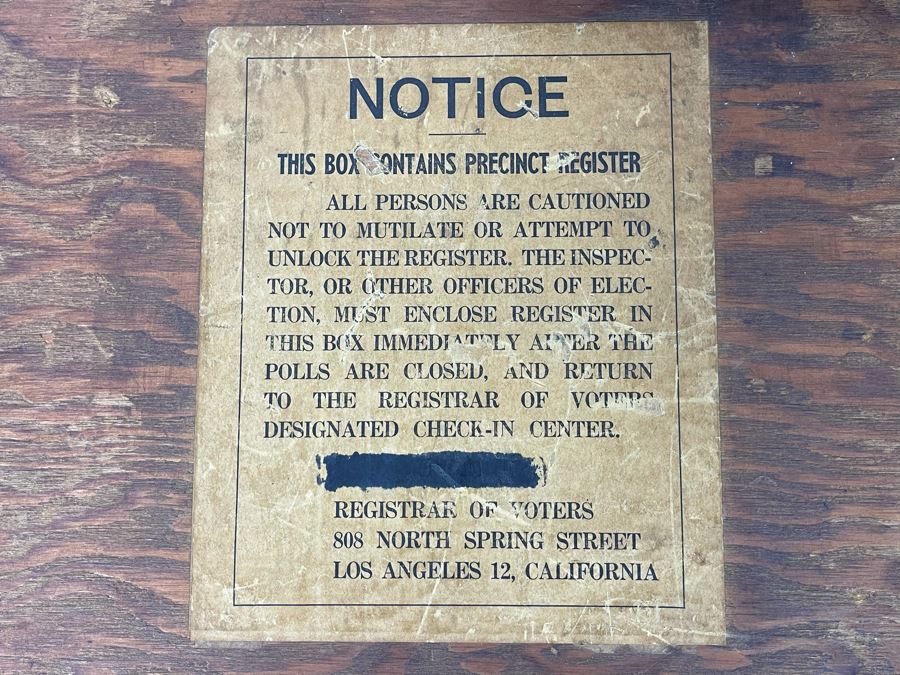 NOTICE
THIS BOX CONTAINS PRECINCT REGISTER
ALL PERSONS ARE CAUTIONED
NOT TO MUTILATE OR ATTEMPT TO
UNLOCK THE REGISTER. THE INSPEC-
TOR, OR OTHER OFFICERS OF ELEC-
TION, MUST ENCLOSE REGISTER IN
THIS BOX IMMEDIATELY AFTER THE
POLLS ARE CLOSED, AND RETURN
TO THE REGISTRAR OF VOTERS
DESIGNATED CHECK-IN CENTER.
REGISTRAR OF VOTERS
808 NORTH SPRING STREET
LOS ANGELES 12, CALIFORNIA